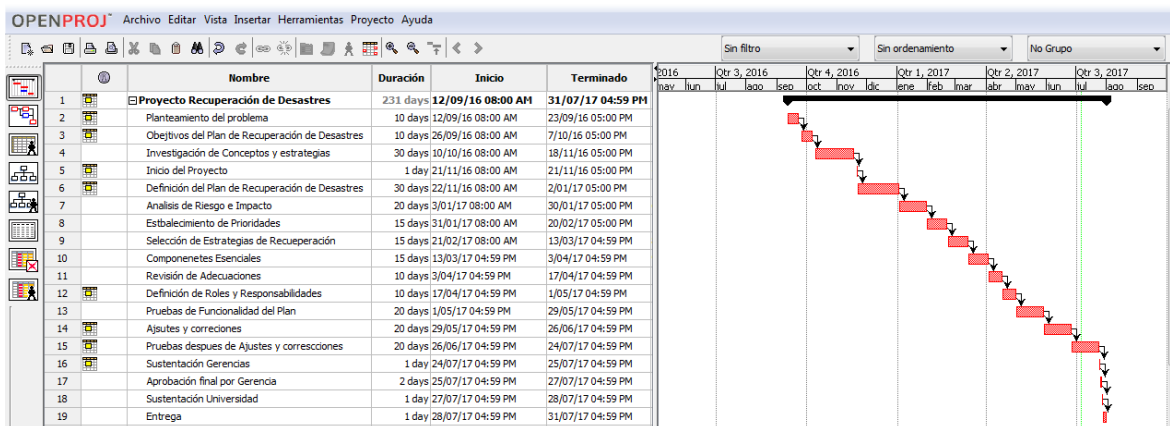 OPENPROJ™ Archivo Editar Vista Insertar Herramientas Proyecto Ayuda
Sin filtro Sin ordenamiento No Grupo
Nombre Duración Inicio Terminado
2016 Qtr 3, 2016 Qtr 4, 2016 Qtr 1, 2017 Qtr 2, 2017 Qtr 3, 2017
may jun jul ago sep oct nov dic ene feb mar abr may jun jul ago sep
1 Proyecto Recuperación de Desastres 231 days 12/09/16 08:00 AM 31/07/17 04:59 PM
2 Planteamiento del problema 10 days 12/09/16 08:00 AM 23/09/16 05:00 PM
3 Obejtivos del Plan de Recuperación de Desastres 10 days 26/09/16 08:00 AM 7/10/16 05:00 PM
4 Investigación de Conceptos y estrategias 30 days 10/10/16 08:00 AM 18/11/16 05:00 PM
5 Inicio del Proyecto 1 day 21/11/16 08:00 AM 21/11/16 05:00 PM
6 Definición del Plan de Recuperación de Desastres 30 days 22/11/16 08:00 AM 2/01/17 05:00 PM
7 Analisis de Riesgo e Impacto 20 days 3/01/17 08:00 AM 30/01/17 05:00 PM
8 Estbalecimiento de Prioridades 15 days 31/01/17 08:00 AM 20/02/17 05:00 PM
9 Selección de Estrategias de Recueperación 15 days 21/02/17 08:00 AM 13/03/17 04:59 PM
10 Componenetes Esenciales 15 days 13/03/17 04:59 PM 3/04/17 04:59 PM
11 Revisión de Adecuaciones 10 days 3/04/17 04:59 PM 17/04/17 04:59 PM
12 Definición de Roles y Responsabilidades 10 days 17/04/17 04:59 PM 1/05/17 04:59 PM
13 Pruebas de Funcionalidad del Plan 20 days 1/05/17 04:59 PM 29/05/17 04:59 PM
14 Ajsutes y correciones 20 days 29/05/17 04:59 PM 26/06/17 04:59 PM
15 Pruebas despues de Ajustes y correscciones 20 days 26/06/17 04:59 PM 24/07/17 04:59 PM
16 Sustentación Gerencias 1 day 24/07/17 04:59 PM 25/07/17 04:59 PM
17 Aprobación final por Gerencia 2 days 25/07/17 04:59 PM 27/07/17 04:59 PM
18 Sustentación Universidad 1 day 27/07/17 04:59 PM 28/07/17 04:59 PM
19 Entrega 1 day 28/07/17 04:59 PM 31/07/17 04:59 PM